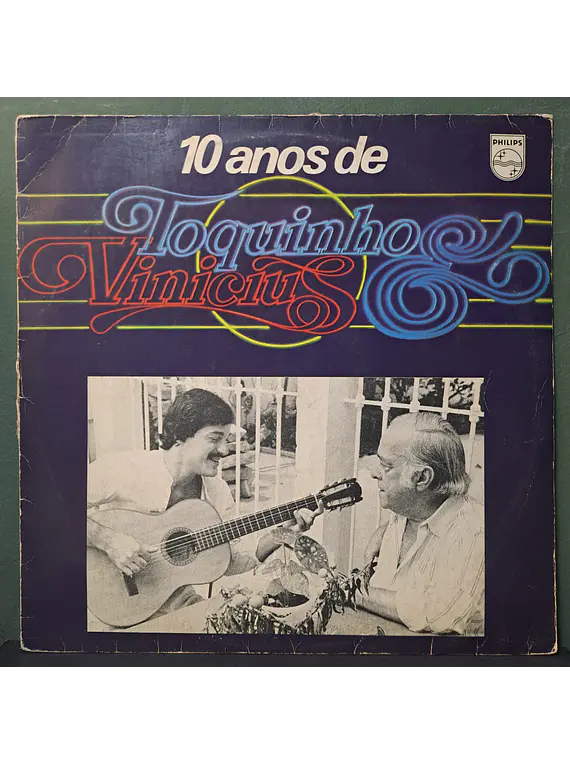 10 anos de
PHILIPS
Toquinho &
Vinicius